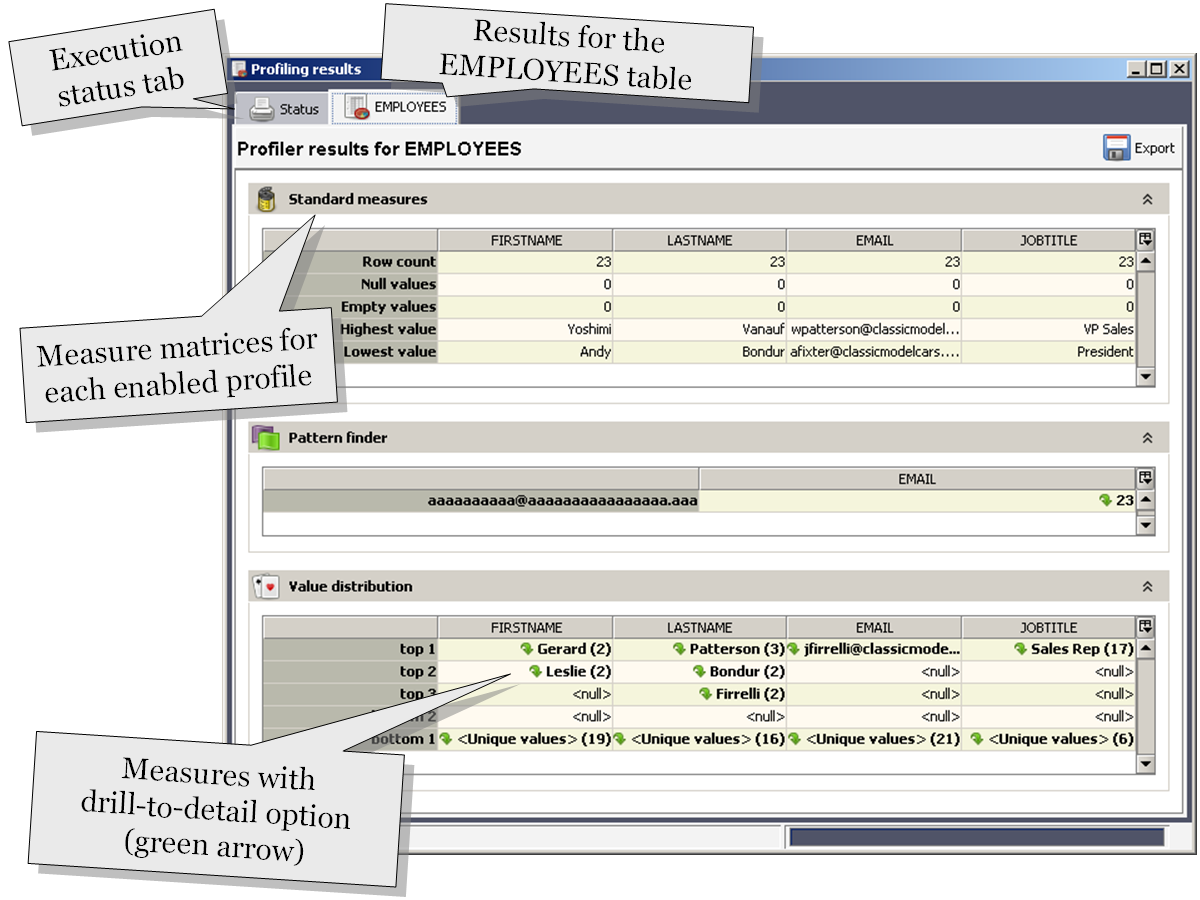 Execution
status tab
Results for the
EMPLOYEES table
Profiling results
Status
EMPLOYEES
Profiler results for EMPLOYEES
Export
Standard measures
FIRSTNAME LASTNAME EMAIL JOBTITLE
Row count 23 23 23 23
Null values 0 0 0 0
Empty values 0 0 0 0
Highest value Yoshimi Vanauf wpatterson@classicmodel... VP Sales
Lowest value Andy Bondur afixter@classicmodelcars.... President
Measure matrices for
each enabled profile
Pattern finder
EMAIL
aaaaaaaaaa@aaaaaaaaaaaaaaaa.aaa 23
Value distribution
FIRSTNAME LASTNAME EMAIL JOBTITLE
top 1 Gerard (2) Patterson (3) jfirrelli@classicmode... Sales Rep (17)
top 2 Leslie (2) Bondur (2) <null> <null>
top 3 <null> Firrelli (2) <null> <null>
2 <null> <null> <null> <null>
bottom 1 <Unique values> (19) <Unique values> (16) <Unique values> (21) <Unique values> (6)
Measures with
drill-to-detail option
(green arrow)